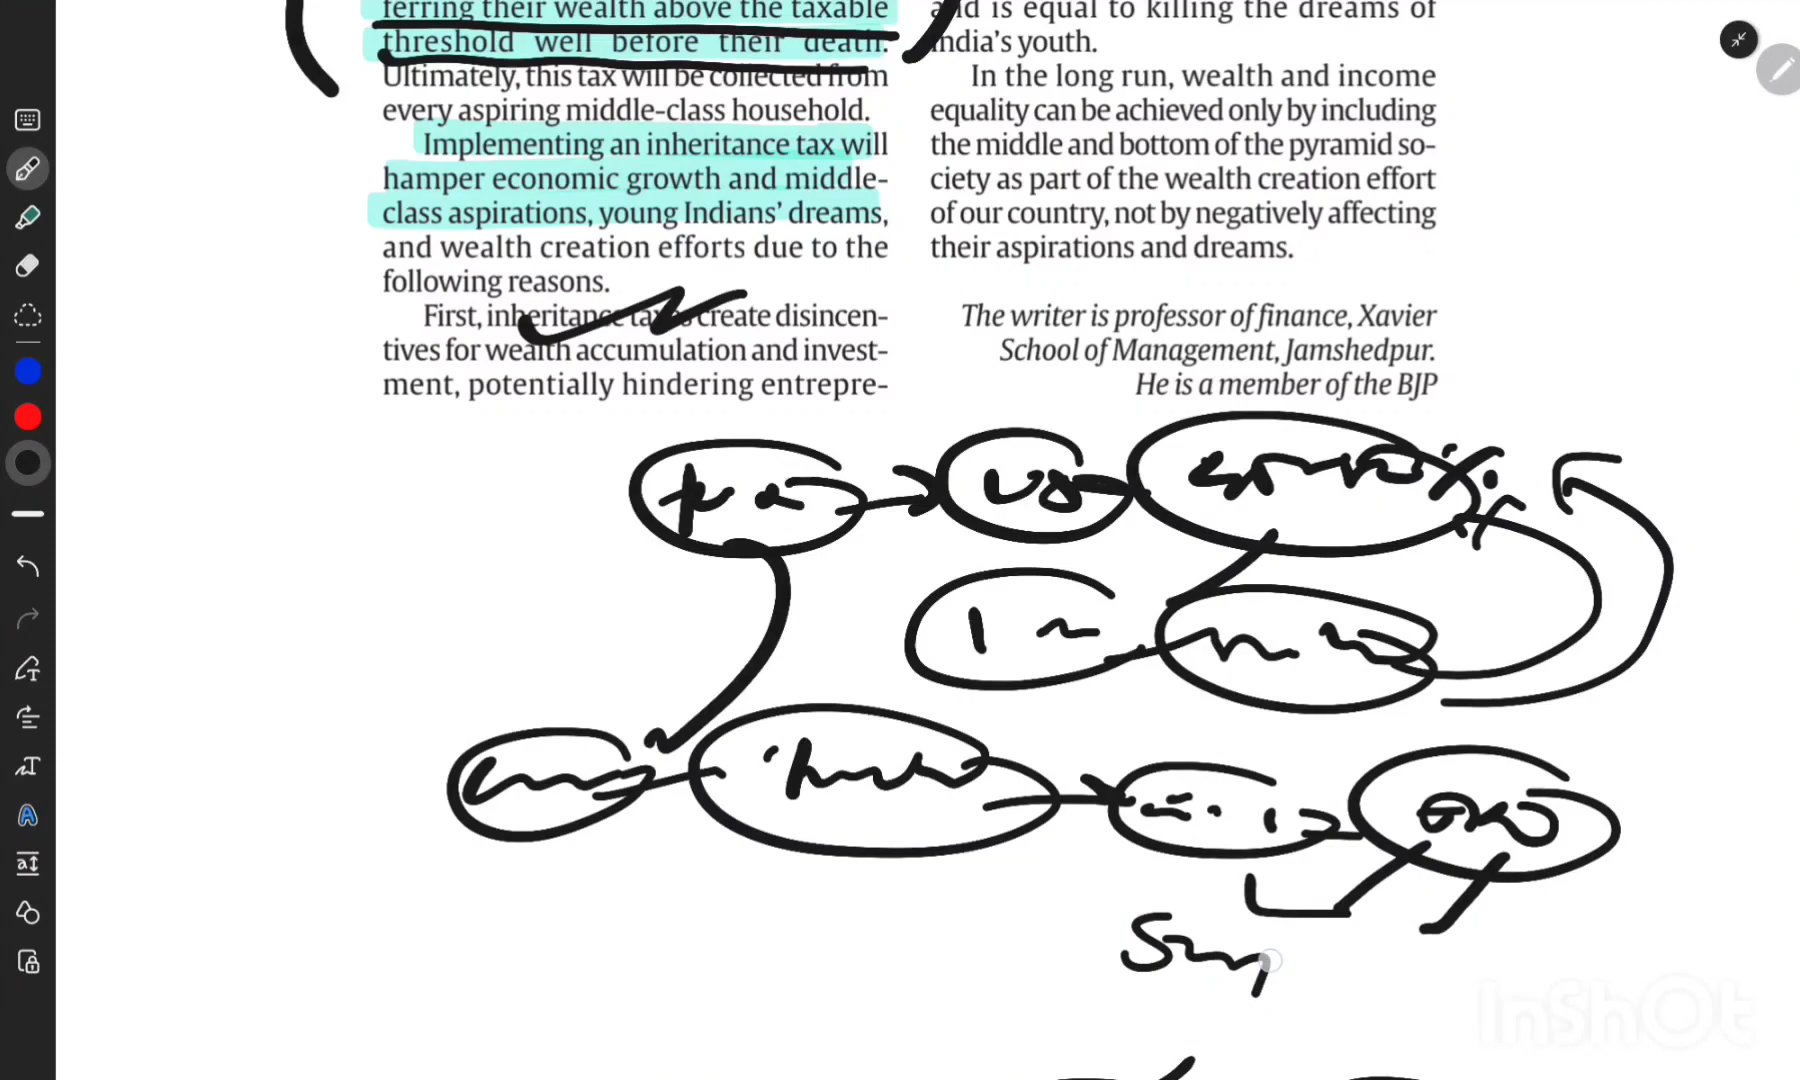 ferring their wealth above the taxable
threshold well before their death.
Ultimately, this tax will be collected from
every aspiring middle-class household.
Implementing an inheritance tax will
hamper economic growth and middle-
class aspirations, young Indians' dreams,
and wealth creation efforts due to the
following reasons.
First, inheritance taxes create disincen-
tives for wealth accumulation and invest-
ment, potentially hindering entrepre-
and is equal to killing the dreams of
India's youth.
In the long run, wealth and income
equality can be achieved only by including
the middle and bottom of the pyramid so-
ciety as part of the wealth creation effort
of our country, not by negatively affecting
their aspirations and dreams.
The writer is professor of finance, Xavier
School of Management, Jamshedpur.
He is a member of the BJP
US
InShOt